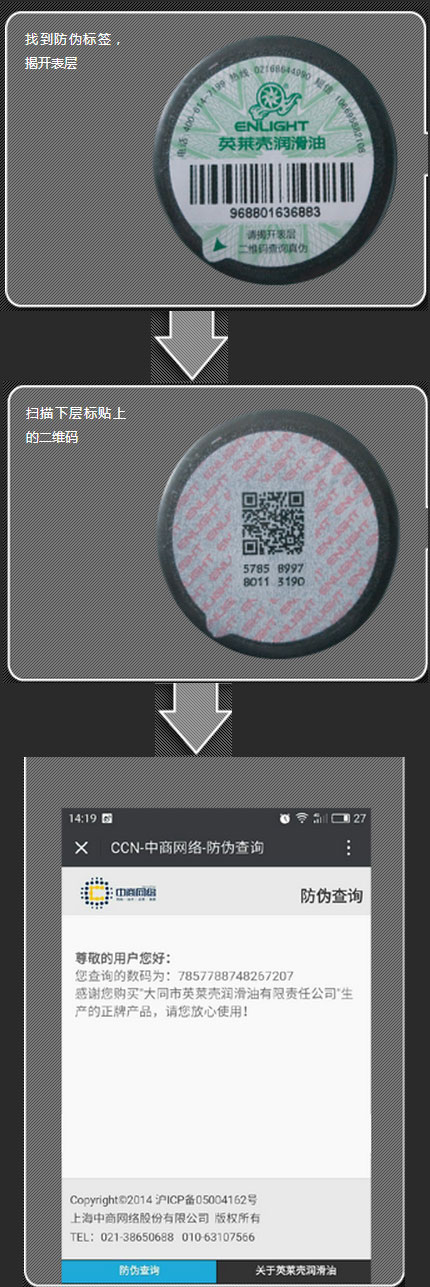 找到防伪标签，
揭开表层
电话 400-614-7199 热线 02168644990 短信 106695882108
ENLIGHT
英莱壳润滑油
968801636883
请揭开表层
二维码查询真伪
扫描下层标贴上
的二维码
5785 8997
8011 3190
14:19
27
CCN-中商网络-防伪查询
中商网络
防伪查询
尊敬的用户您好：
您查询的数码为：7857788748267207
感谢您购买"大同市英莱壳润滑油有限责任公司"生
产的正牌产品，请您放心使用！
Copyright©2014 沪ICP备05004162号
上海中商网络股份有限公司 版权所有
TEL：021-38650688 010-63107566
防伪查询
关于英莱壳润滑油